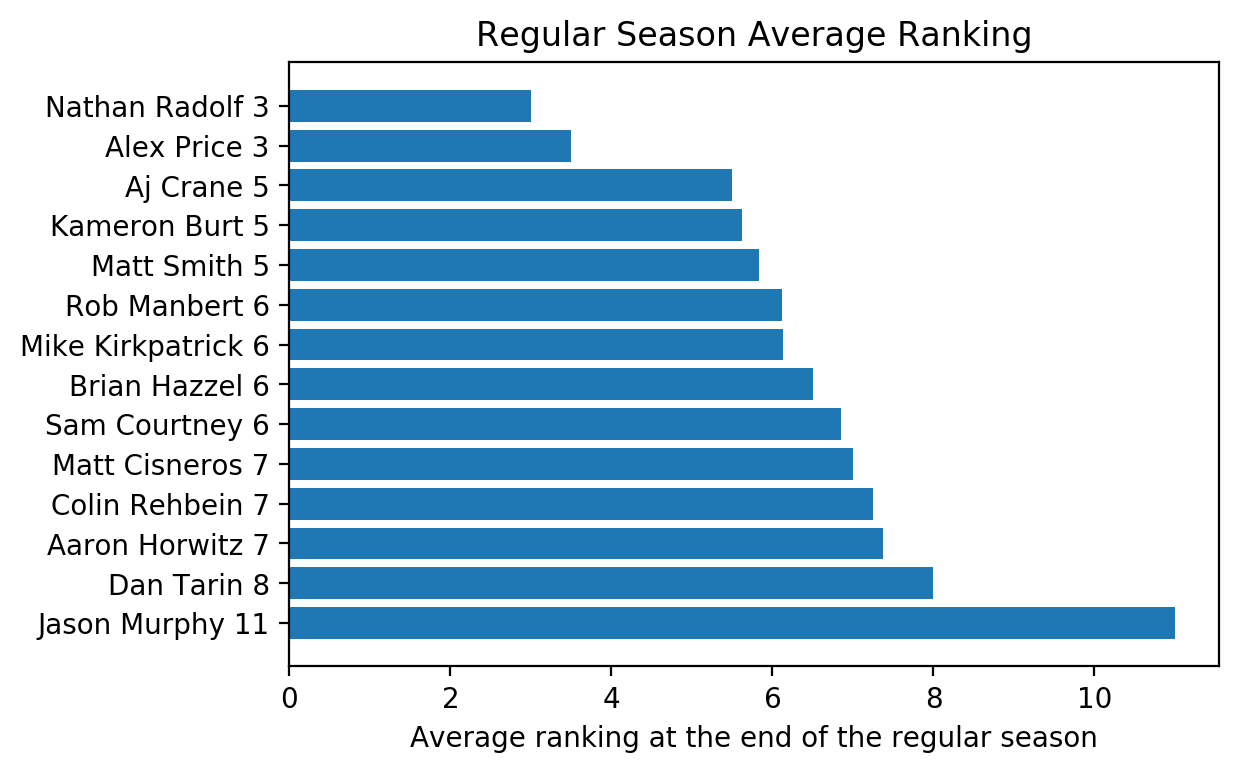 Regular Season Average Ranking
Nathan Radolf 3
Alex Price 3
Aj Crane 5
Kameron Burt 5
Matt Smith 5
Rob Manbert 6
Mike Kirkpatrick 6
Brian Hazzel 6
Sam Courtney 6
Matt Cisneros 7
Colin Rehbein 7
Aaron Horwitz 7
Dan Tarin 8
Jason Murphy 11
0 2 4 6 8 10
Average ranking at the end of the regular season